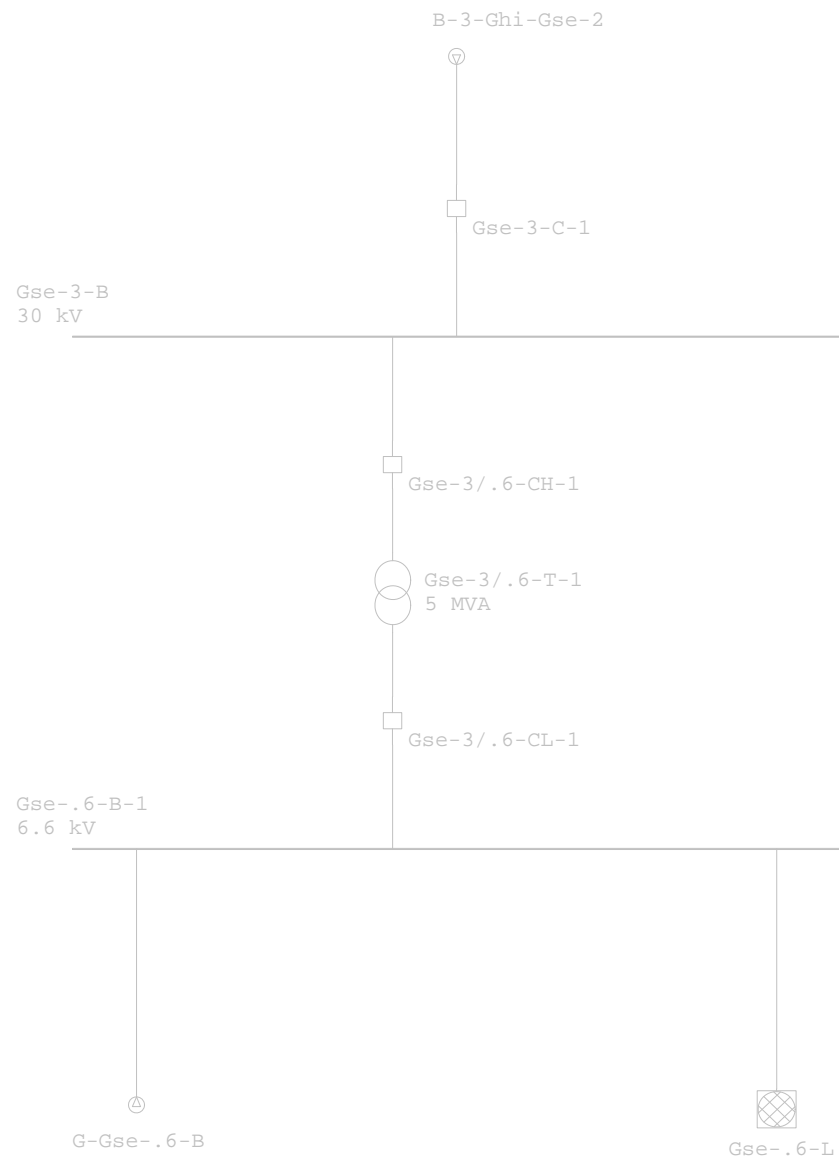 B-3-Ghi-Gse-2
Gse-3-C-1
Gse-3-B
30 kV
Gse-3/.6-CH-1
Gse-3/.6-T-1
5 MVA
Gse-3/.6-CL-1
Gse-.6-B-1
6.6 kV
G-Gse-.6-B
Gse-.6-L